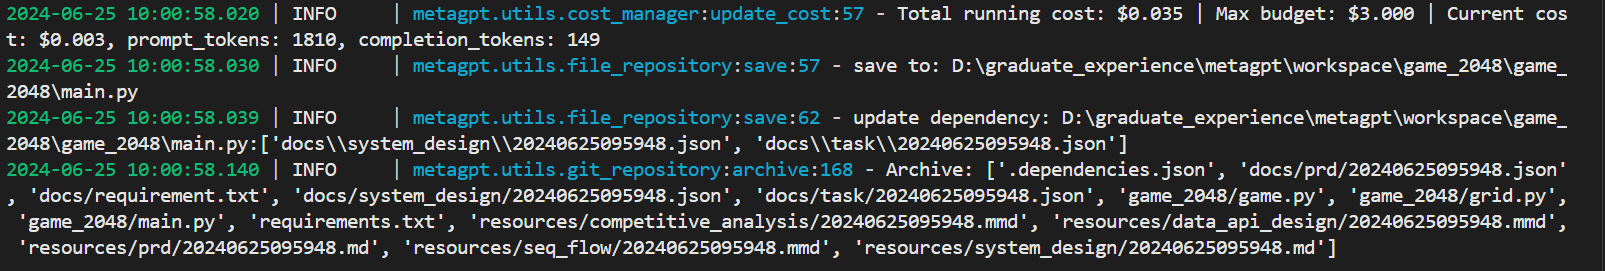 2024-06-25 10:00:58.020 | INFO     | metagpt.utils.cost_manager:update_cost:57 - Total running cost: $0.035 | Max budget: $3.000 | Current cos
t: $0.003, prompt_tokens: 1810, completion_tokens: 149
2024-06-25 10:00:58.030 | INFO     | metagpt.utils.file_repository:save:57 - save to: D:\graduate_experience\metagpt\workspace\game_2048\game_
2048\main.py
2024-06-25 10:00:58.039 | INFO     | metagpt.utils.file_repository:save:62 - update dependency: D:\graduate_experience\metagpt\workspace\game_
2048\game_2048\main.py:['docs\\system_design\\20240625095948.json', 'docs\\task\\20240625095948.json']
2024-06-25 10:00:58.140 | INFO     | metagpt.utils.git_repository:archive:168 - Archive: ['.dependencies.json', 'docs/prd/20240625095948.json'
, 'docs/requirement.txt', 'docs/system_design/20240625095948.json', 'docs/task/20240625095948.json', 'game_2048/game.py', 'game_2048/grid.py',
 'game_2048/main.py', 'requirements.txt', 'resources/competitive_analysis/20240625095948.mmd', 'resources/data_api_design/20240625095948.mmd',
 'resources/prd/20240625095948.md', 'resources/seq_flow/20240625095948.mmd', 'resources/system_design/20240625095948.md']